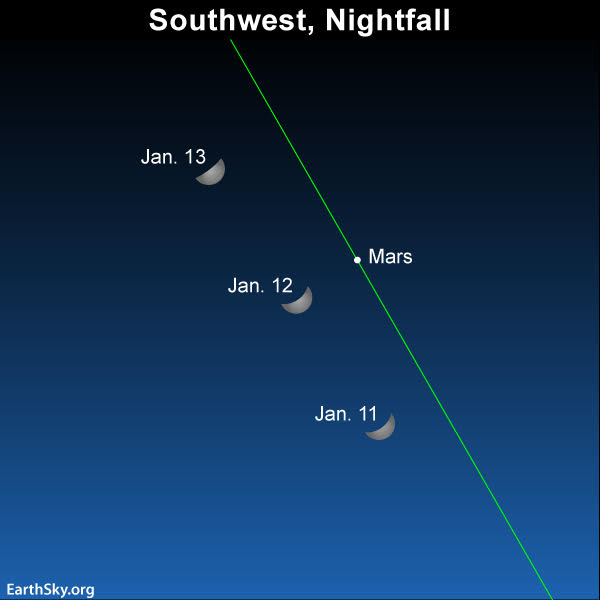 Southwest, Nightfall
Jan. 13
Mars
Jan. 12
Jan. 11
EarthSky.org